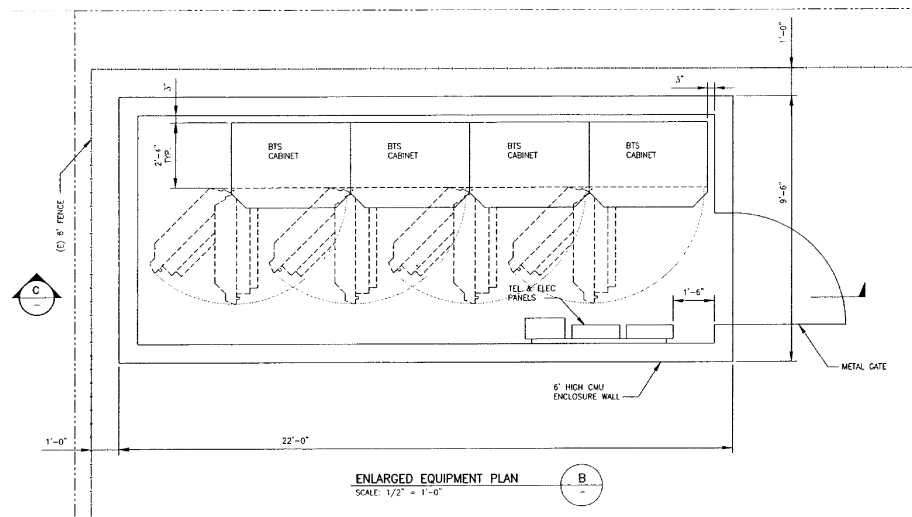 1'-0"
3"
3"
BTS
CABINET
BTS
CABINET
BTS
CABINET
BTS
CABINET
2'-4"
TYP.
9'-6"
(E) 6' FENCE
C
-
TEL. & ELEC
PANELS
1'-6"
METAL GATE
6' HIGH CMU
ENCLOSURE WALL
1'-0"
22'-0"
ENLARGED EQUIPMENT PLAN
SCALE: 1/2" = 1'-0"
B
-